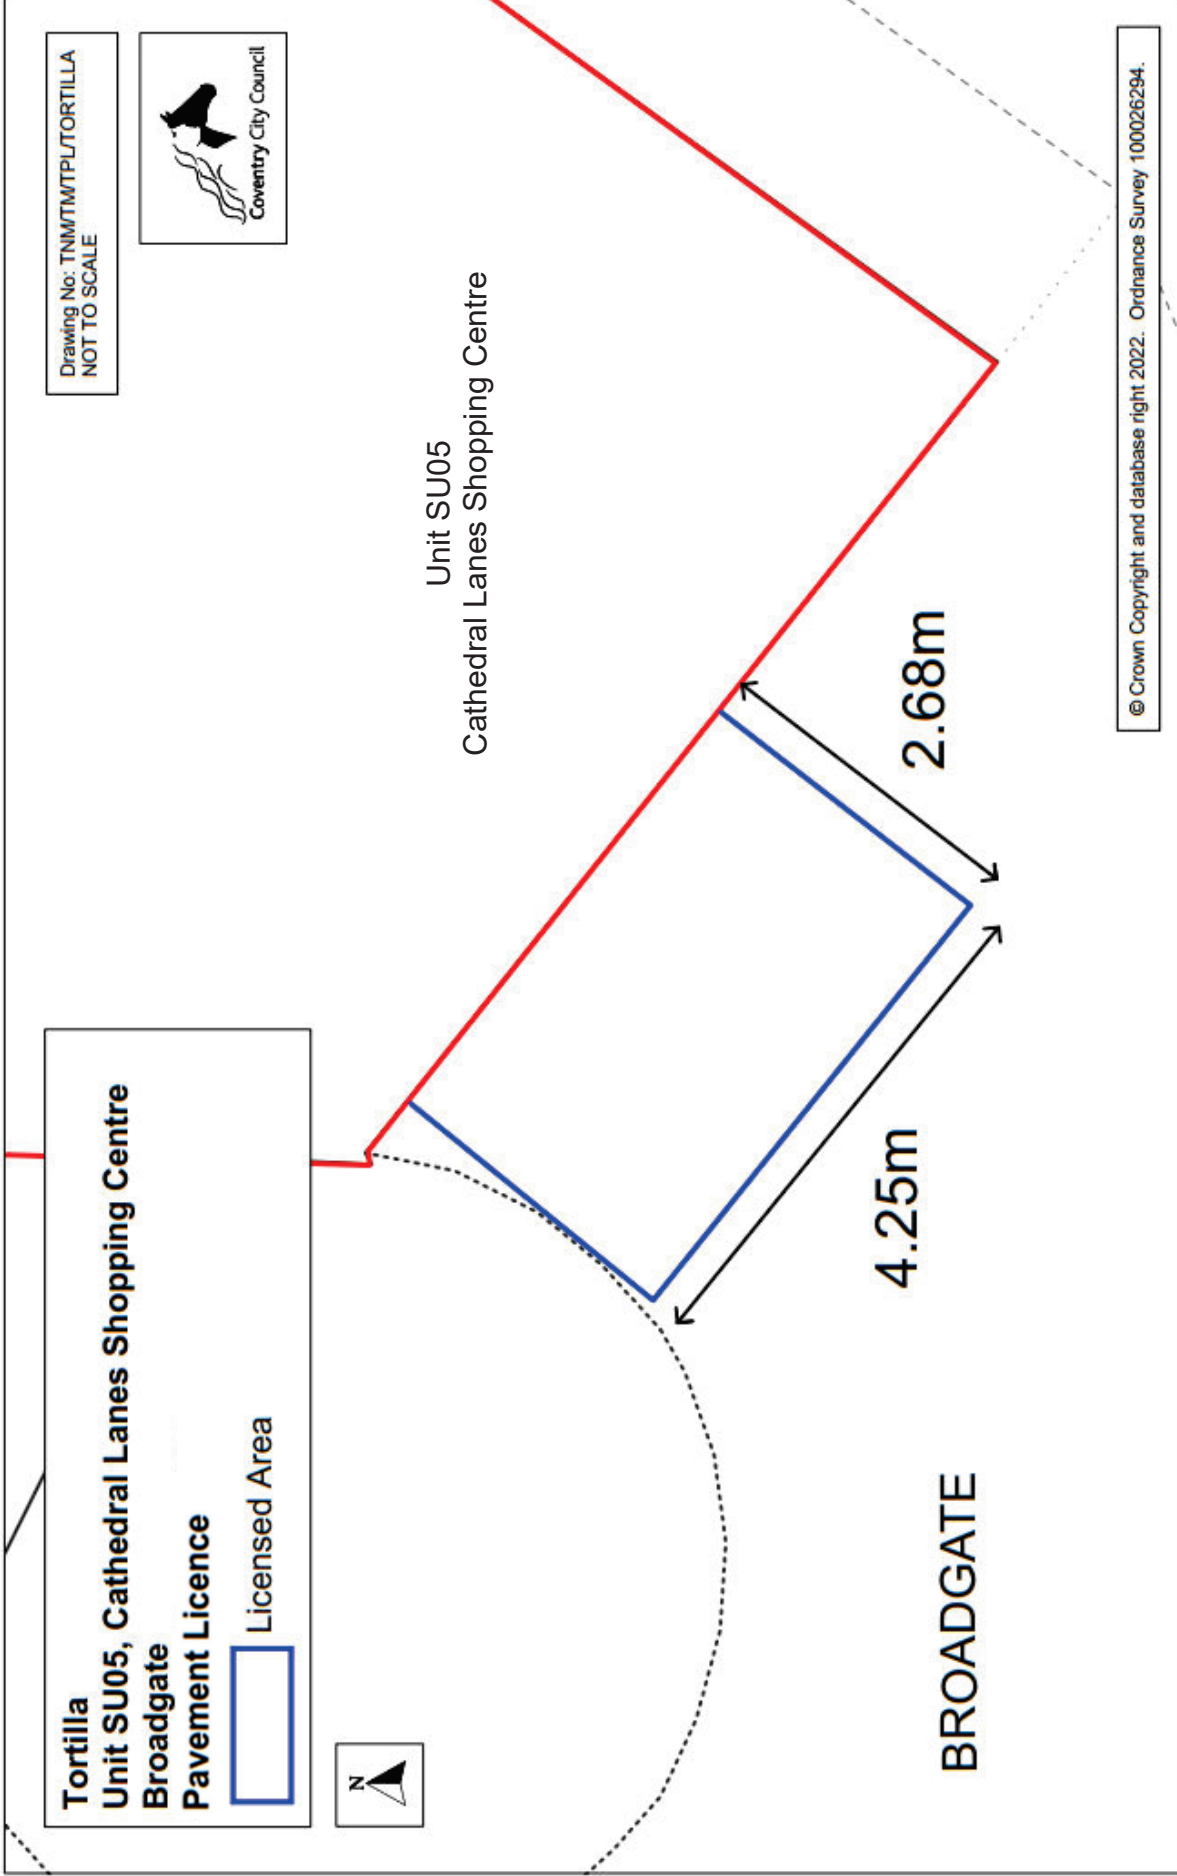 Tortilla
Unit SU05, Cathedral Lanes Shopping Centre
Broadgate
Pavement Licence
Licensed Area
Drawing No: TNM/TM/TPL/TORTILLA
NOT TO SCALE
Coventry City Council
N
Unit SU05
Cathedral Lanes Shopping Centre
2.68m
4.25m
BROADGATE
© Crown Copyright and database right 2022. Ordnance Survey 100026294.